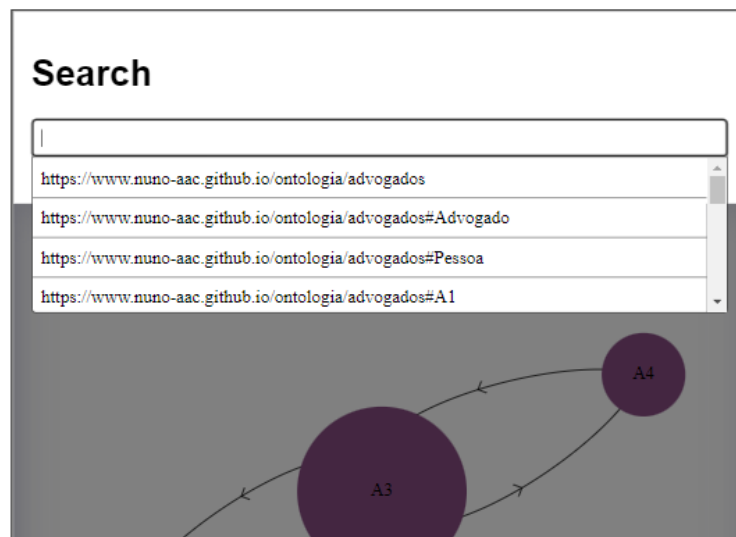 Search
https://www.nuno-aac.github.io/ontologia/advogados
https://www.nuno-aac.github.io/ontologia/advogados#Advogado
https://www.nuno-aac.github.io/ontologia/advogados#Pessoa
https://www.nuno-aac.github.io/ontologia/advogados#A1
A4
A3